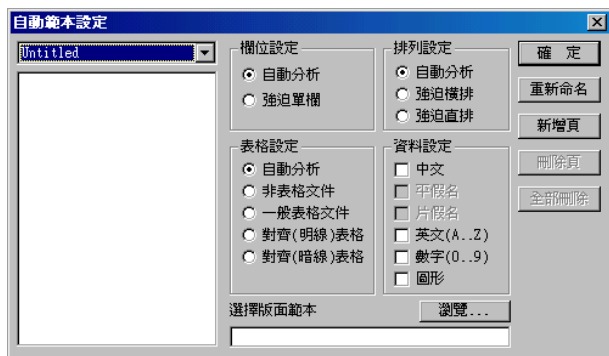 自動範本設定
Untitled
欄位設定
自動分析
強迫單欄
排列設定
自動分析
強迫橫排
強迫直排
表格設定
自動分析
非表格文件
一般表格文件
對齊(明線)表格
對齊(暗線)表格
資料設定
中文
平假名
片假名
英文(A..Z)
數字(0..9)
圖形
選擇版面範本
瀏覽...
確 定
重新命名
新增頁
刪除頁
全部刪除